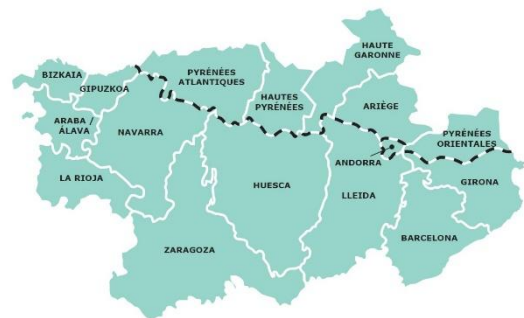 HAUTE
GARONNE
BIZKAIA
GIPUZKOA
PYRÉNÉES
ATLANTIQUES
HAUTES
PYRÉNÉES
ARIÈGE
ARABA /
ÁLAVA
NAVARRA
PYRÉNÉES
ORIENTALES
ANDORRA
LA RIOJA
HUESCA
LLEIDA
GIRONA
ZARAGOZA
BARCELONA